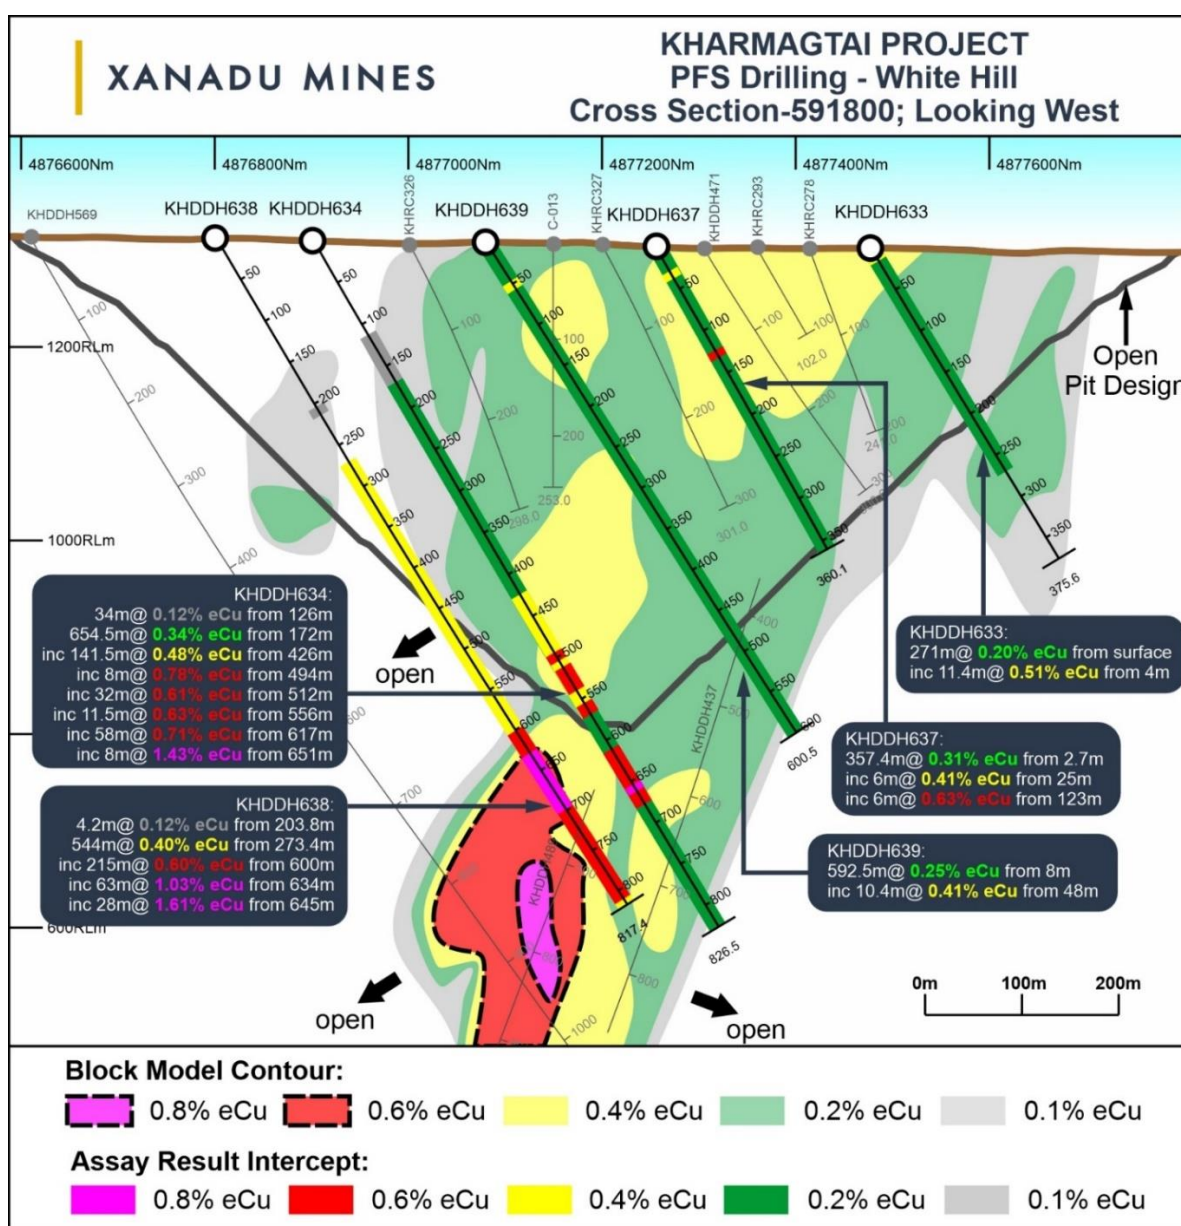 XANADU MINES
KHARMAGTAI PROJECT
PFS Drilling - White Hill
Cross Section-591800; Looking West
4876600Nm
4876800Nm
4877000Nm
4877200Nm
4877400Nm
4877600Nm
KHDDH569
KHDDH638
KHDDH634
KHRC326
KHDDH639
C-013
KHRC327
KHDDH637
KHDDH471
KHRC293
KHRC278
KHDDH633
1200RLm
1000RLm
600RLm
Open
Pit Design
298.0
253.0
301.0
102.0
360.1
375.6
600.5
817.4
826.5
KHDDH437
open
open
open
KHDDH634:
34m@ 0.12% eCu from 126m
654.5m@ 0.34% eCu from 172m
inc 141.5m@ 0.48% eCu from 426m
inc 8m@ 0.78% eCu from 494m
inc 32m@ 0.61% eCu from 512m
inc 11.5m@ 0.63% eCu from 556m
inc 58m@ 0.71% eCu from 617m
inc 8m@ 1.43% eCu from 651m
KHDDH638:
4.2m@ 0.12% eCu from 203.8m
544m@ 0.40% eCu from 273.4m
inc 215m@ 0.60% eCu from 600m
inc 63m@ 1.03% eCu from 634m
inc 28m@ 1.61% eCu from 645m
KHDDH633:
271m@ 0.20% eCu from surface
inc 11.4m@ 0.51% eCu from 4m
KHDDH637:
357.4m@ 0.31% eCu from 2.7m
inc 6m@ 0.41% eCu from 25m
inc 6m@ 0.63% eCu from 123m
KHDDH639:
592.5m@ 0.25% eCu from 8m
inc 10.4m@ 0.41% eCu from 48m
0m 100m 200m
Block Model Contour:
0.8% eCu 0.6% eCu 0.4% eCu 0.2% eCu 0.1% eCu
Assay Result Intercept:
0.8% eCu 0.6% eCu 0.4% eCu 0.2% eCu 0.1% eCu